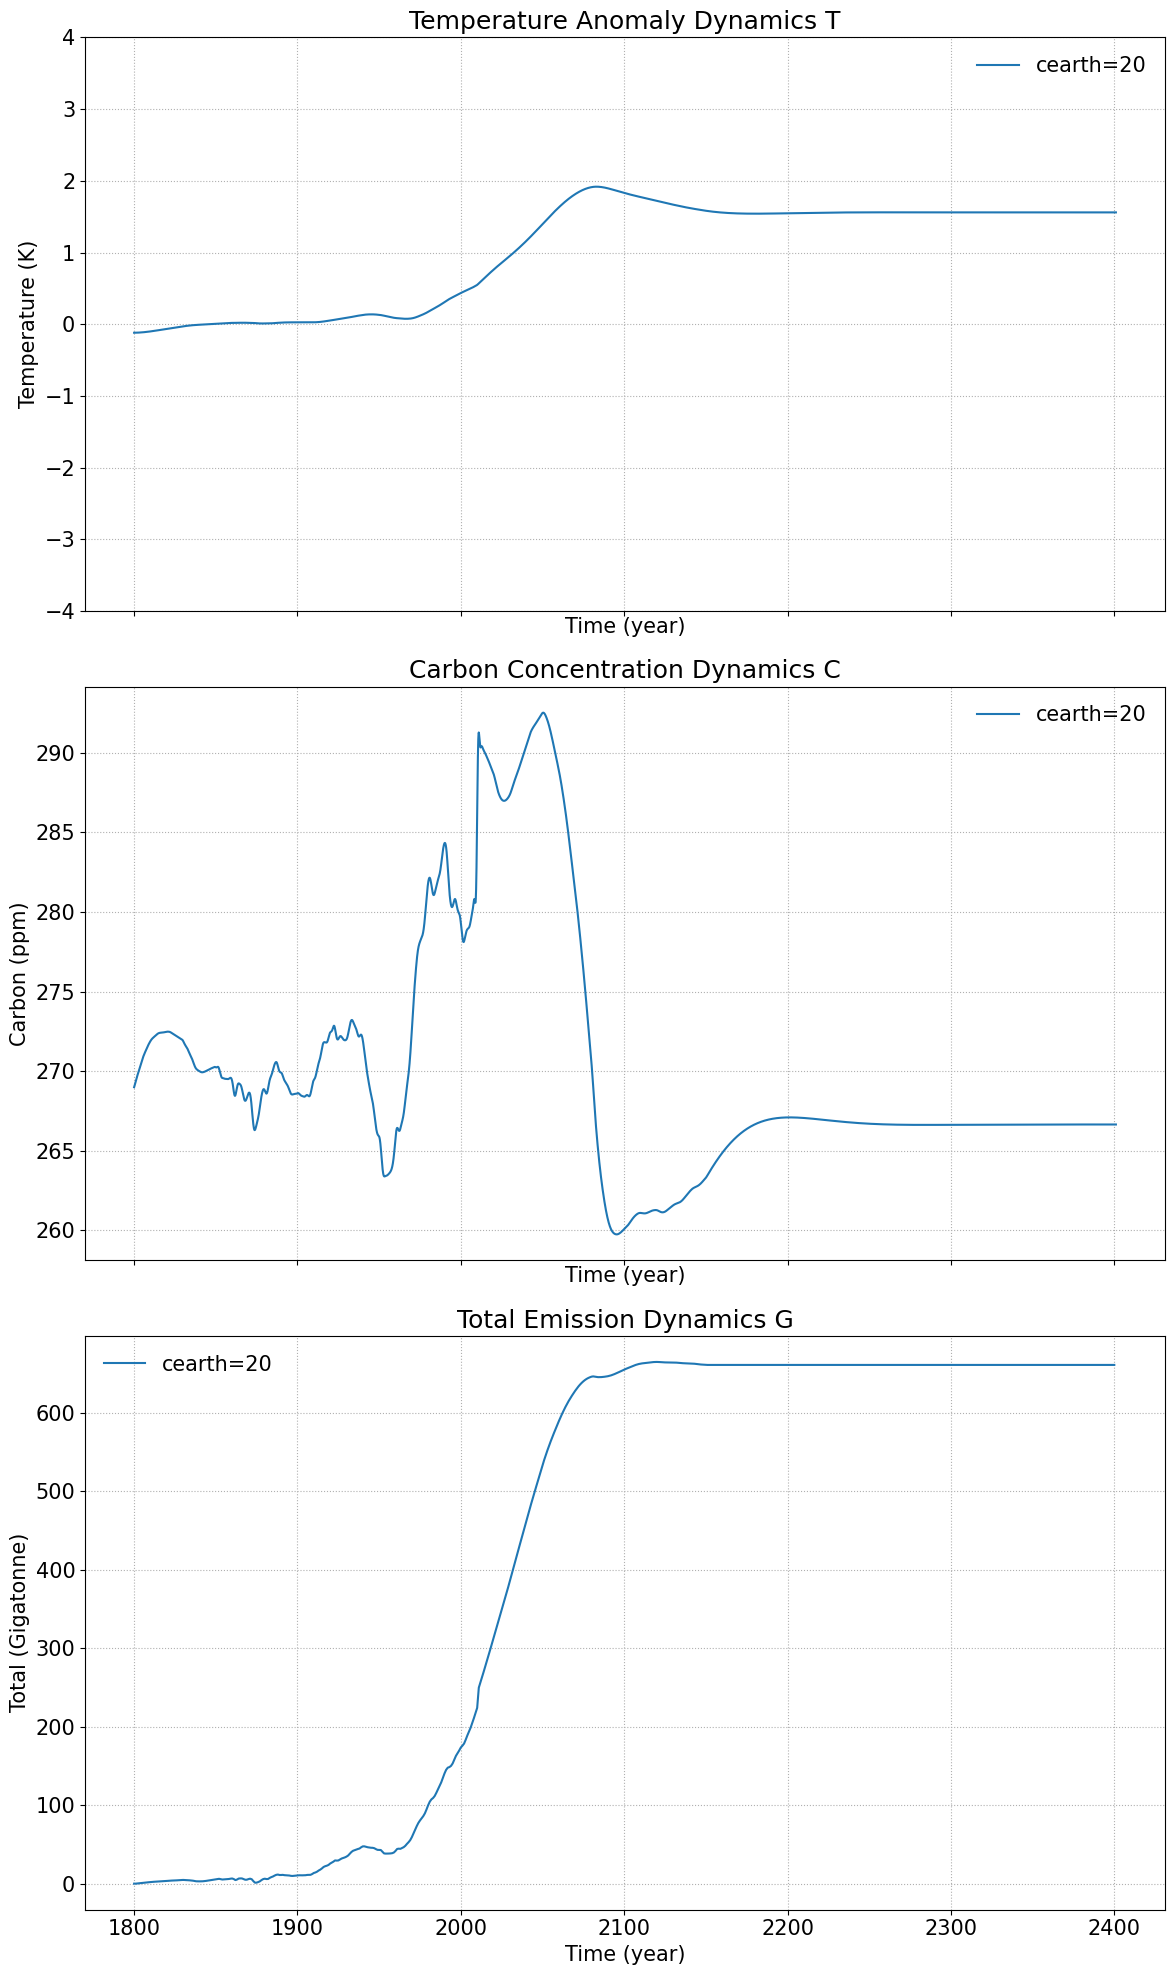 Temperature Anomaly Dynamics T
cearth=20
4
3
2
1
0
−1
−2
−3
−4
Temperature (K)
Time (year)
Carbon Concentration Dynamics C
cearth=20
290
285
280
275
270
265
260
Carbon (ppm)
Time (year)
Total Emission Dynamics G
cearth=20
600
500
400
300
200
100
0
Total (Gigatonne)
1800 1900 2000 2100 2200 2300 2400
Time (year)